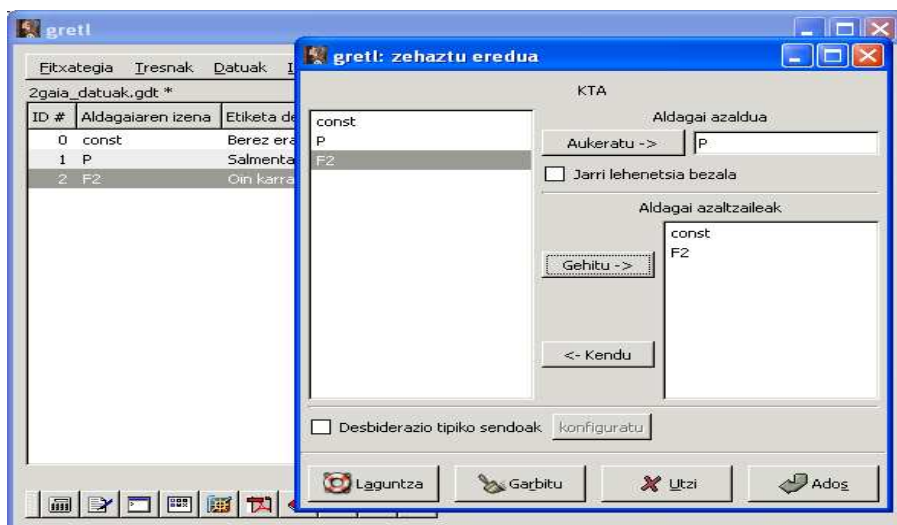 gretl
Fitxategia Tresnak Datuak
2gaia_datuak.gdt *
ID # Aldagaiaren izena Etiketa de
0 const Berez era
1 P Salmenta
2 F2 Oin karra
gretl: zehaztu eredua
KTA
const
P
F2
Aldagai azaldua
Aukeratu -> P
Jarri lehenetsia bezala
Aldagai azaltzaileak
const
F2
Gehitu ->
<- Kendu
Desbiderazio tipiko sendoak konfiguratu
Laguntza Garbitu Utzi Ados